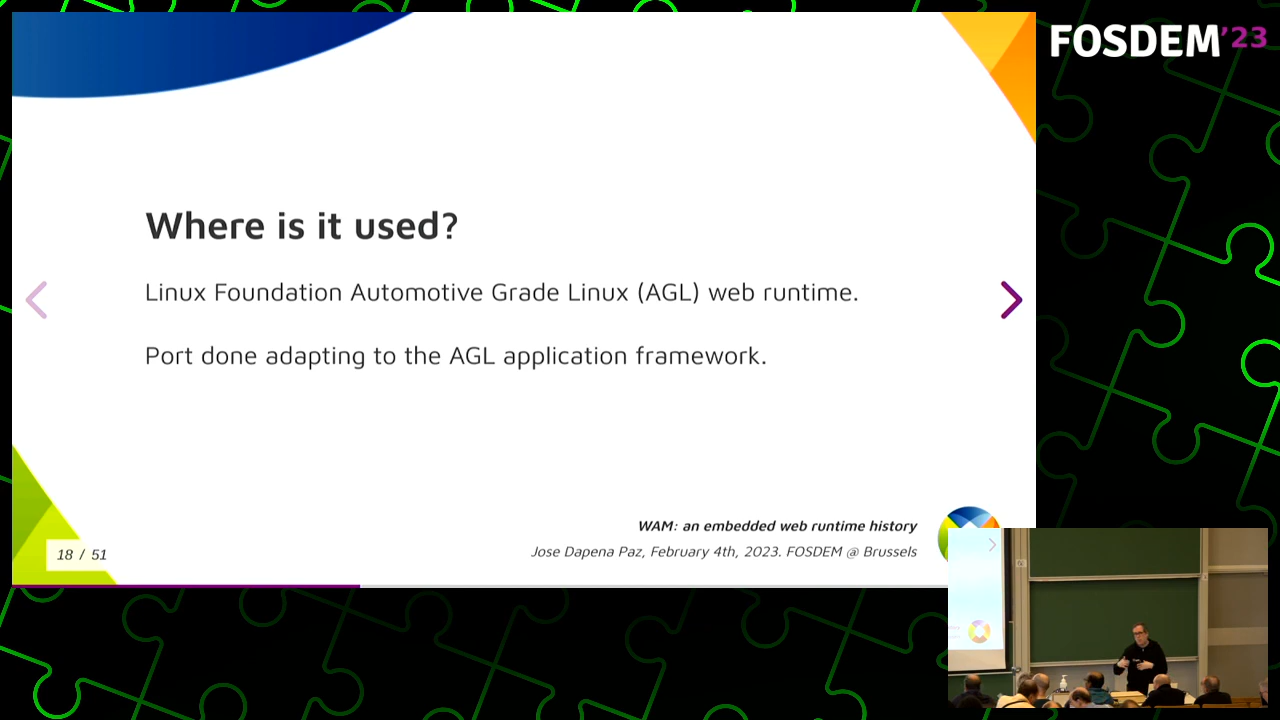 FOSDEM'23
Where is it used?
Linux Foundation Automotive Grade Linux (AGL) web runtime.
Port done adapting to the AGL application framework.
WAM: an embedded web runtime history
Jose Dapena Paz, February 4th, 2023. FOSDEM @ Brussels
18 / 51